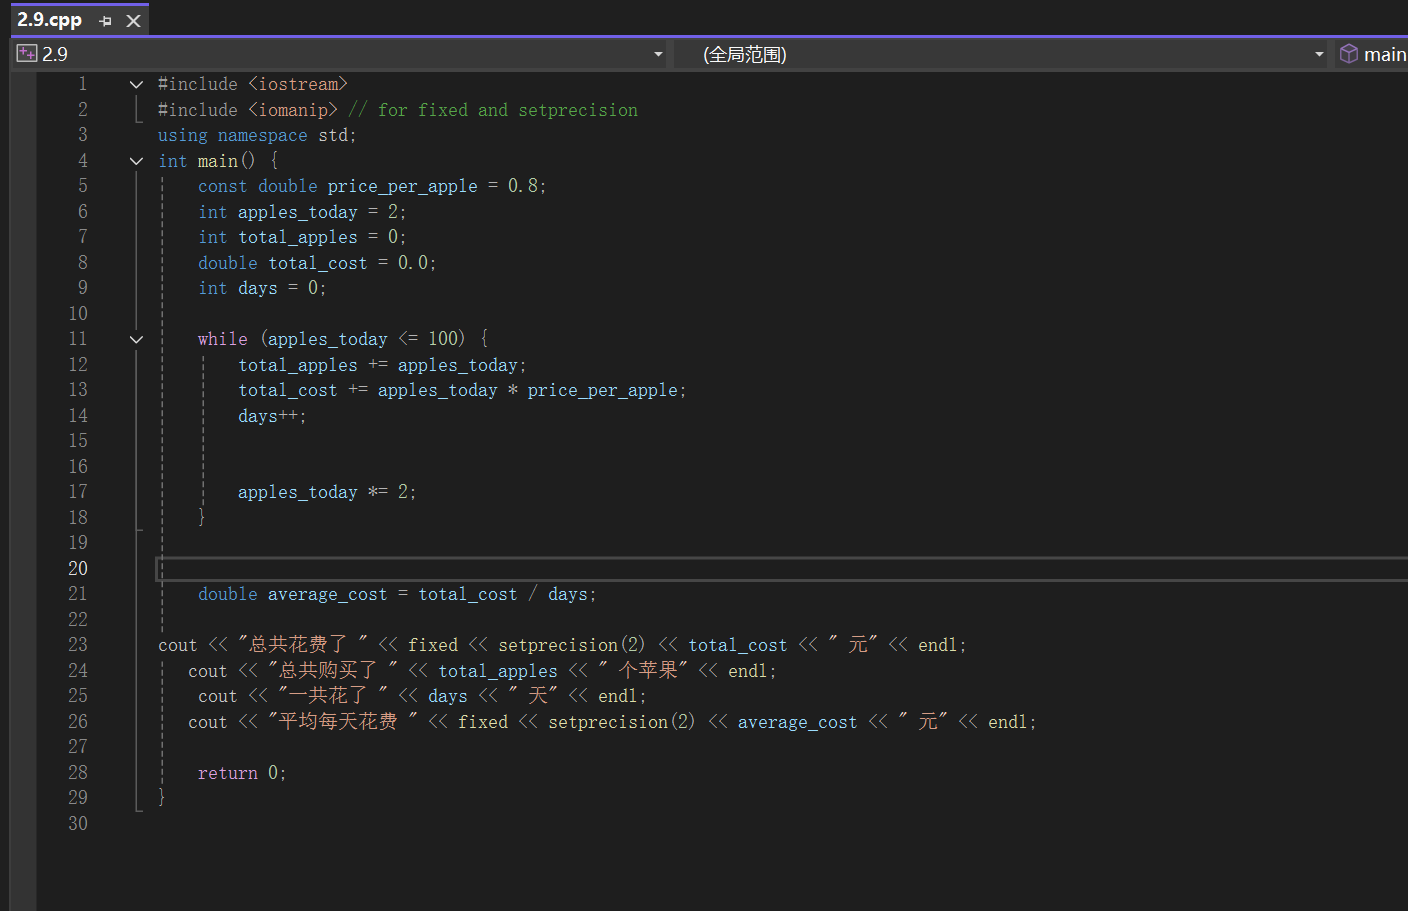 2.9.cpp
2.9
(全局范围)
main
1 #include <iostream>
2 #include <iomanip> // for fixed and setprecision
3 using namespace std;
4 int main() {
5 const double price_per_apple = 0.8;
6 int apples_today = 2;
7 int total_apples = 0;
8 double total_cost = 0.0;
9 int days = 0;
10
11 while (apples_today <= 100) {
12 total_apples += apples_today;
13 total_cost += apples_today * price_per_apple;
14 days++;
15
16
17 apples_today *= 2;
18 }
19
20
21 double average_cost = total_cost / days;
22
23 cout << "总共花费了 " << fixed << setprecision(2) << total_cost << " 元" << endl;
24 cout << "总共购买了 " << total_apples << " 个苹果" << endl;
25 cout << "一共花了 " << days << " 天" << endl;
26 cout << "平均每天花费 " << fixed << setprecision(2) << average_cost << " 元" << endl;
27
28 return 0;
29 }
30